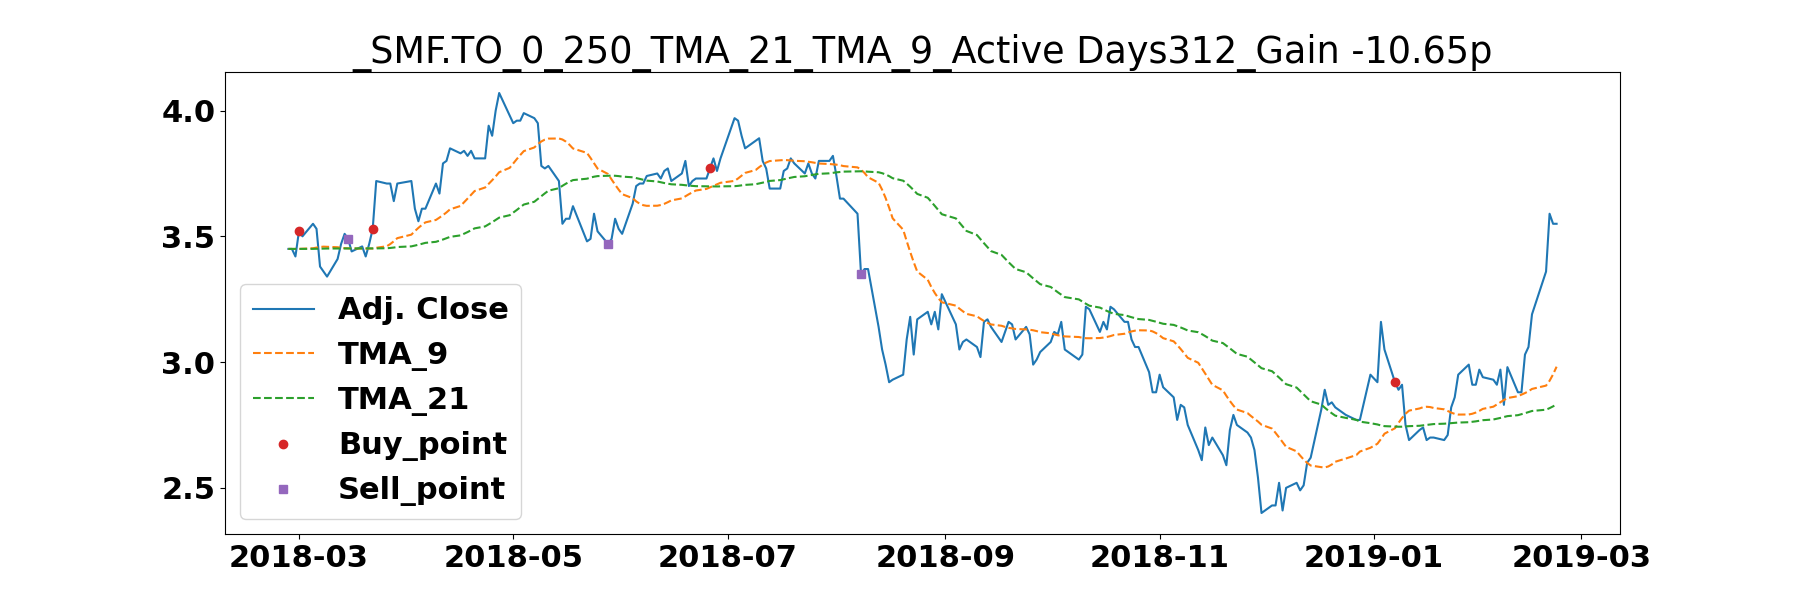 _SMF.TO_0_250_TMA_21_TMA_9_Active Days312_Gain -10.65p
4.0
3.5
3.0
2.5
Adj. Close
TMA_9
TMA_21
Buy_point
Sell_point
2018-03 2018-05 2018-07 2018-09 2018-11 2019-01 2019-03